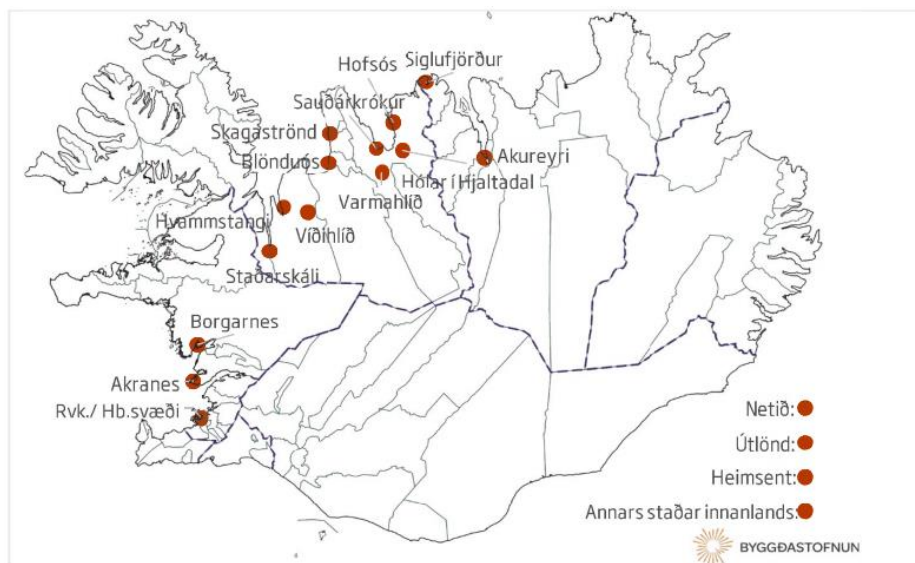 Siglufjörður
Hofsós
Sauðárkrókur
Skagaströnd
Blönduós
Akureyri
Hólar í Hjaltadal
Varmahlíð
Hvammstangi
Víðihlíð
Staðarskáli
Borgarnes
Akranes
Rvk./ Hb.svæði
Netið:
Útlönd:
Heimsent:
Annars staðar innanlands:
BYGGÐASTOFNUN